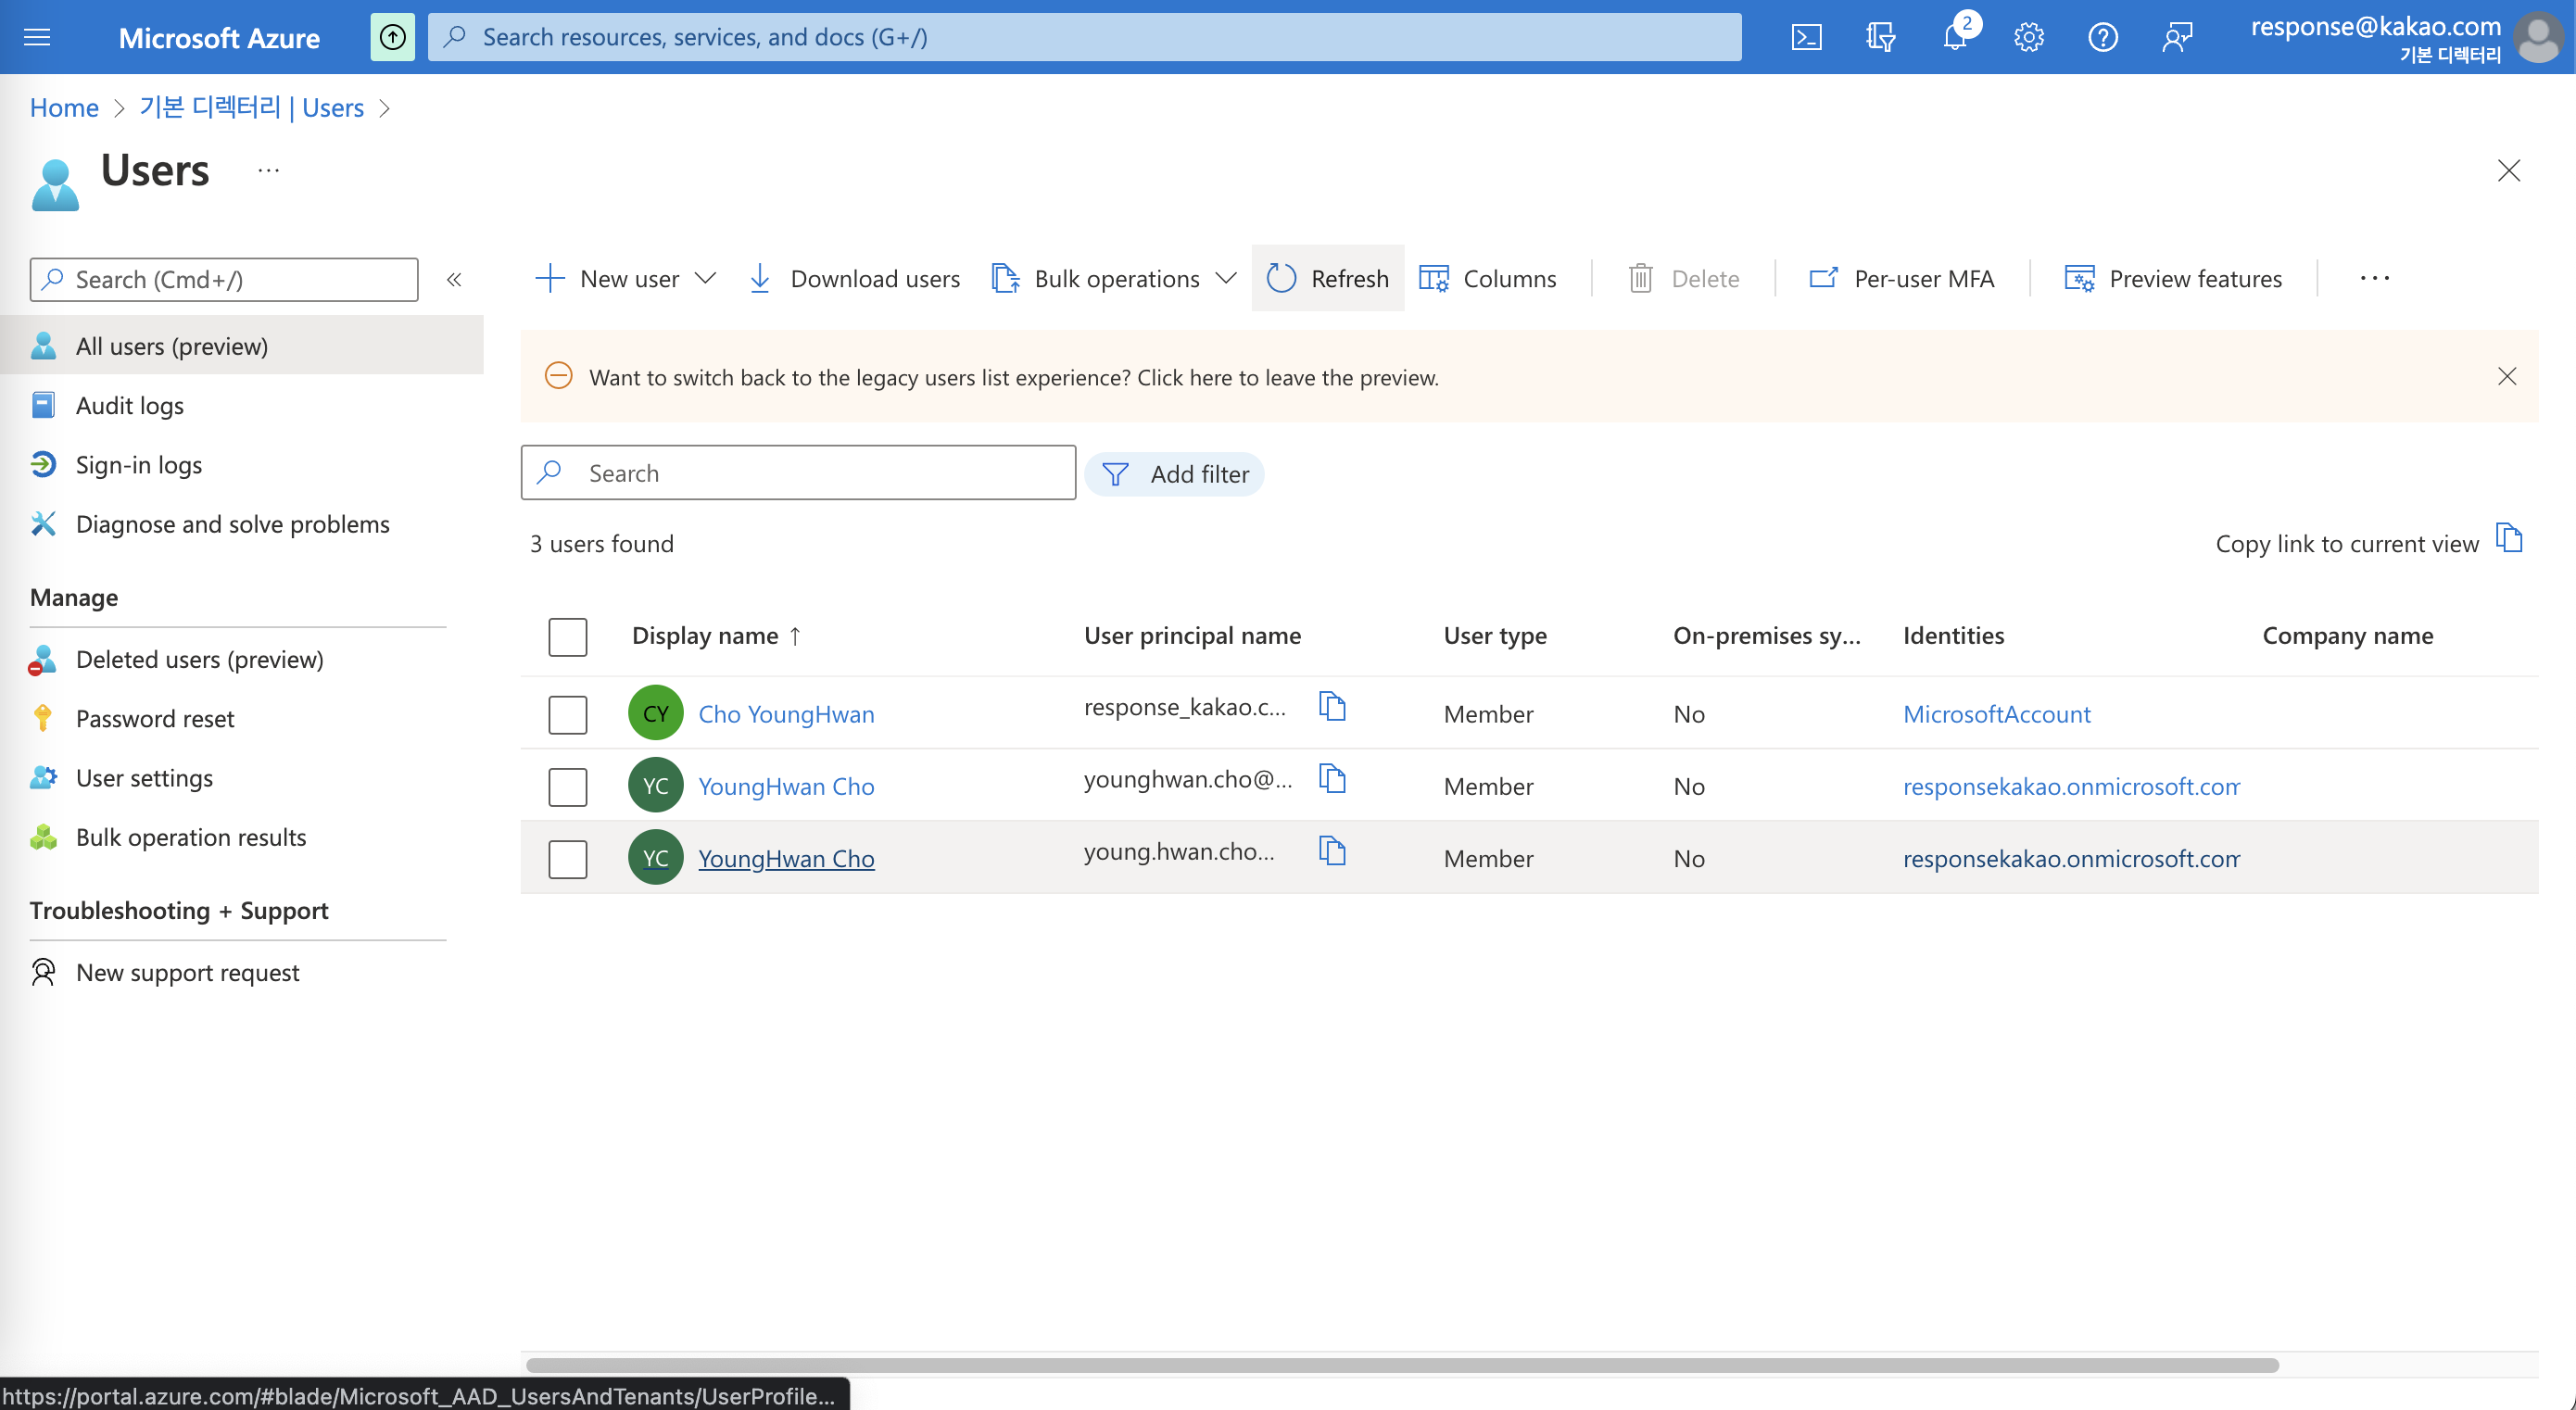 Microsoft Azure
Search resources, services, and docs (G+/)
2
response@kakao.com
기본 디렉터리
Home > 기본 디렉터리 | Users >
Users ...
Search (Cmd+/) «
New user
Download users
Bulk operations
Refresh
Columns
Delete
Per-user MFA
Preview features
...
All users (preview)
Audit logs
Sign-in logs
Diagnose and solve problems
Manage
Deleted users (preview)
Password reset
User settings
Bulk operation results
Troubleshooting + Support
New support request
Want to switch back to the legacy users list experience? Click here to leave the preview.
Search
Add filter
3 users found
Copy link to current view
Display name ↑ User principal name User type On-premises sy... Identities Company name
CY Cho YoungHwan response_kakao.c... Member No MicrosoftAccount
YC YoungHwan Cho younghwan.cho@... Member No responsekakao.onmicrosoft.com
YC YoungHwan Cho young.hwan.cho... Member No responsekakao.onmicrosoft.com
https://portal.azure.com/#blade/Microsoft_AAD_UsersAndTenants/UserProfile...